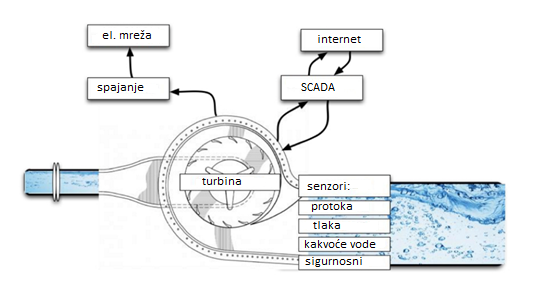 el. mreža
internet
spajanje
SCADA
turbina
senzori:
protoka
tlaka
kakvoće vode
sigurnosni